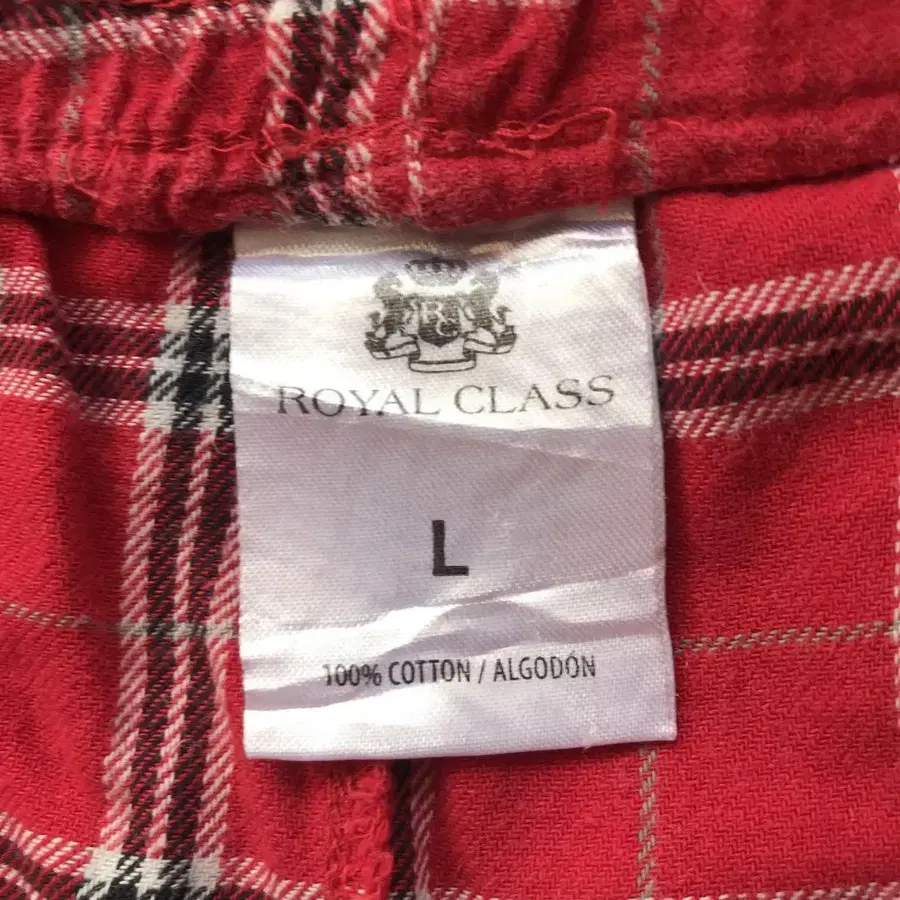 ROYAL CLASS
L
100% COTTON / ALGODÓN